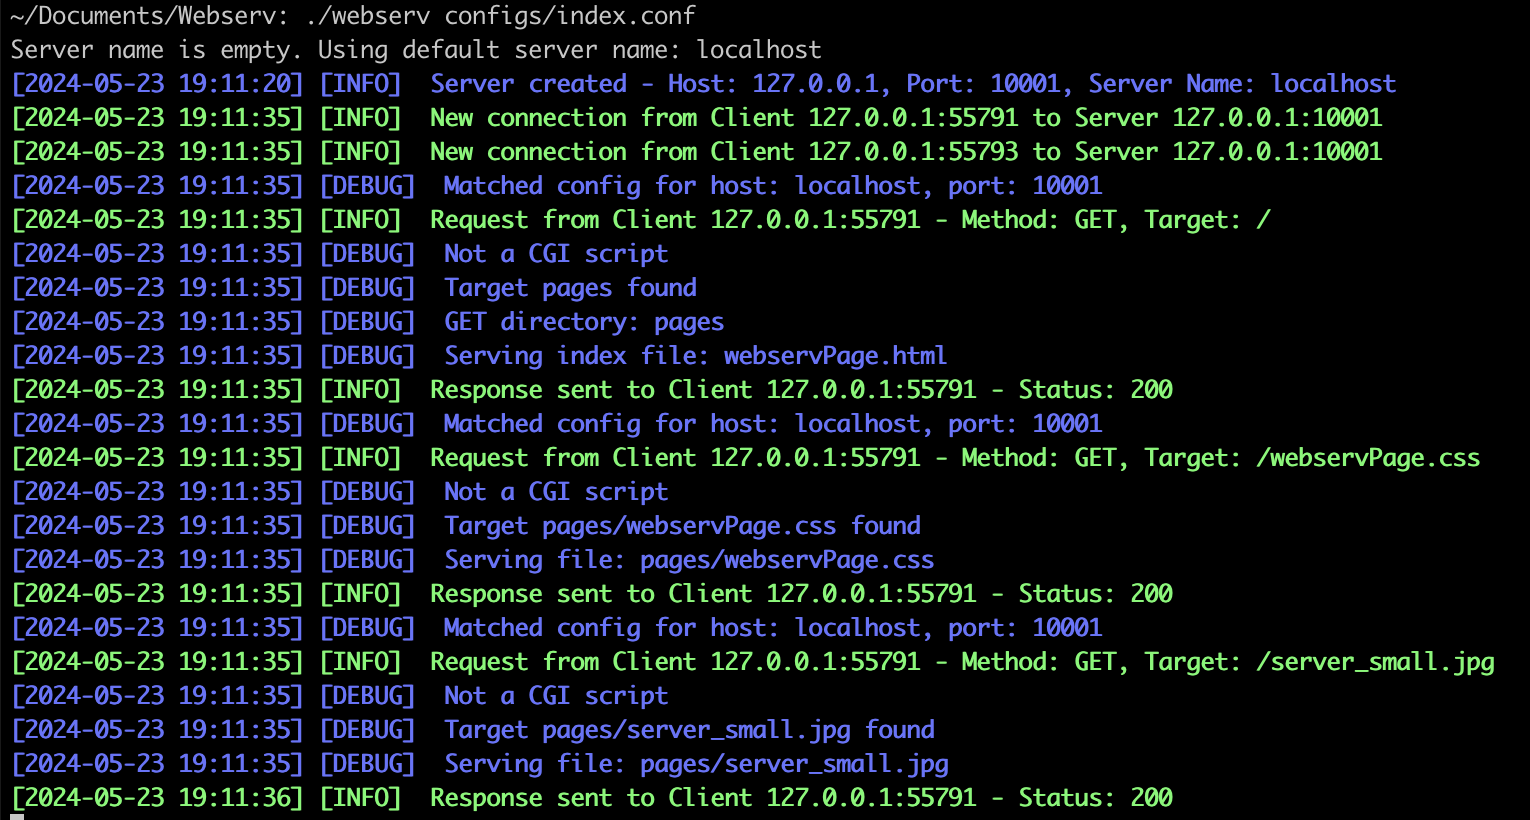 ~/Documents/Webserv: ./webserv configs/index.conf
Server name is empty. Using default server name: localhost
[2024-05-23 19:11:20] [INFO]  Server created - Host: 127.0.0.1, Port: 10001, Server Name: localhost
[2024-05-23 19:11:35] [INFO]  New connection from Client 127.0.0.1:55791 to Server 127.0.0.1:10001
[2024-05-23 19:11:35] [INFO]  New connection from Client 127.0.0.1:55793 to Server 127.0.0.1:10001
[2024-05-23 19:11:35] [DEBUG]  Matched config for host: localhost, port: 10001
[2024-05-23 19:11:35] [INFO]  Request from Client 127.0.0.1:55791 - Method: GET, Target: /
[2024-05-23 19:11:35] [DEBUG]  Not a CGI script
[2024-05-23 19:11:35] [DEBUG]  Target pages found
[2024-05-23 19:11:35] [DEBUG]  GET directory: pages
[2024-05-23 19:11:35] [DEBUG]  Serving index file: webservPage.html
[2024-05-23 19:11:35] [INFO]  Response sent to Client 127.0.0.1:55791 - Status: 200
[2024-05-23 19:11:35] [DEBUG]  Matched config for host: localhost, port: 10001
[2024-05-23 19:11:35] [INFO]  Request from Client 127.0.0.1:55791 - Method: GET, Target: /webservPage.css
[2024-05-23 19:11:35] [DEBUG]  Not a CGI script
[2024-05-23 19:11:35] [DEBUG]  Target pages/webservPage.css found
[2024-05-23 19:11:35] [DEBUG]  Serving file: pages/webservPage.css
[2024-05-23 19:11:35] [INFO]  Response sent to Client 127.0.0.1:55791 - Status: 200
[2024-05-23 19:11:35] [DEBUG]  Matched config for host: localhost, port: 10001
[2024-05-23 19:11:35] [INFO]  Request from Client 127.0.0.1:55791 - Method: GET, Target: /server_small.jpg
[2024-05-23 19:11:35] [DEBUG]  Not a CGI script
[2024-05-23 19:11:35] [DEBUG]  Target pages/server_small.jpg found
[2024-05-23 19:11:35] [DEBUG]  Serving file: pages/server_small.jpg
[2024-05-23 19:11:36] [INFO]  Response sent to Client 127.0.0.1:55791 - Status: 200